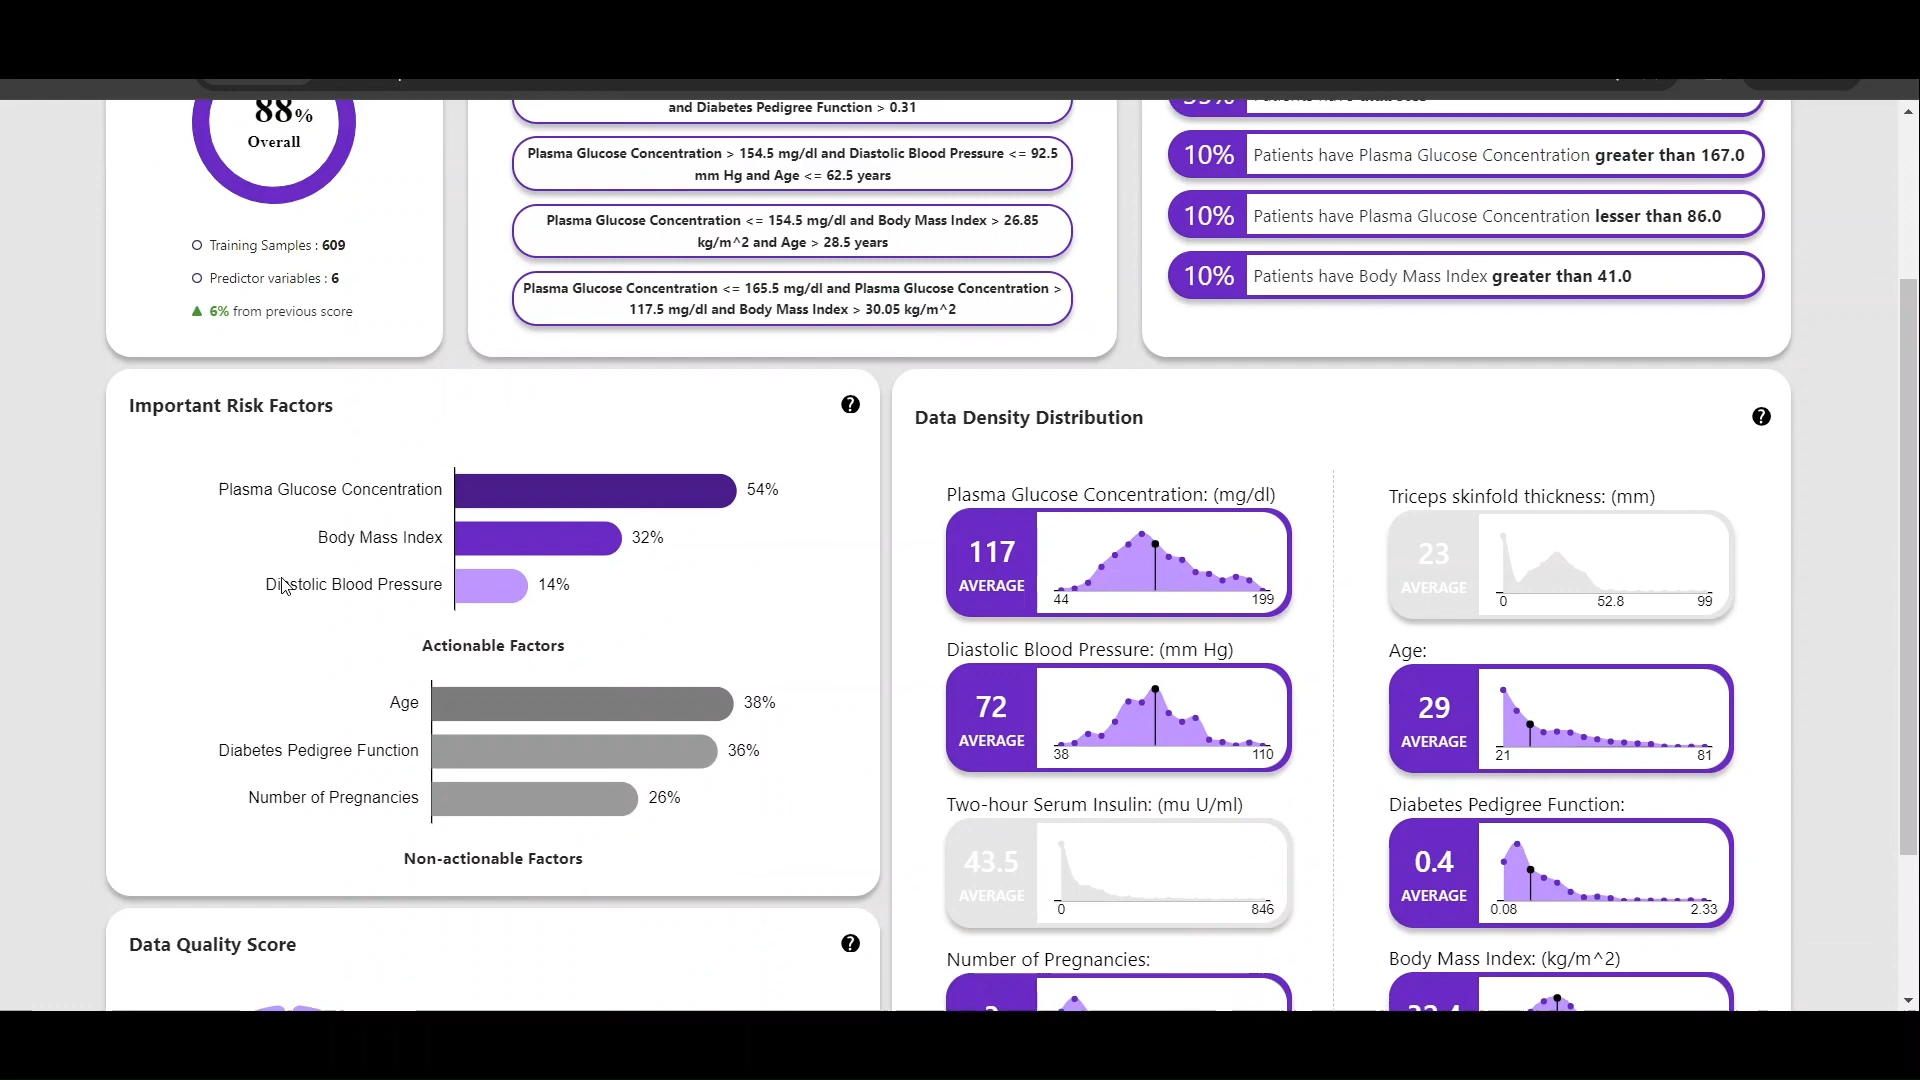 88%
Overall
Training Samples : 609
Predictor variables : 6
6% from previous score
and Diabetes Pedigree Function > 0.31
Plasma Glucose Concentration > 154.5 mg/dl and Diastolic Blood Pressure <= 92.5
mm Hg and Age <= 62.5 years
Plasma Glucose Concentration <= 154.5 mg/dl and Body Mass Index > 26.85
kg/m^2 and Age > 28.5 years
Plasma Glucose Concentration <= 165.5 mg/dl and Plasma Glucose Concentration >
117.5 mg/dl and Body Mass Index > 30.05 kg/m^2
10% Patients have Plasma Glucose Concentration greater than 167.0
10% Patients have Plasma Glucose Concentration lesser than 86.0
10% Patients have Body Mass Index greater than 41.0
Important Risk Factors
?
Plasma Glucose Concentration 54%
Body Mass Index 32%
Diastolic Blood Pressure 14%
Actionable Factors
Age 38%
Diabetes Pedigree Function 36%
Number of Pregnancies 26%
Non-actionable Factors
Data Quality Score
?
Data Density Distribution
?
Plasma Glucose Concentration: (mg/dl)
117
AVERAGE
44 199
Diastolic Blood Pressure: (mm Hg)
72
AVERAGE
38 110
Two-hour Serum Insulin: (mu U/ml)
43.5
AVERAGE
0 846
Number of Pregnancies:
Triceps skinfold thickness: (mm)
23
AVERAGE
0 52.8 99
Age:
29
AVERAGE
21 81
Diabetes Pedigree Function:
0.4
AVERAGE
0.08 2.33
Body Mass Index: (kg/m^2)